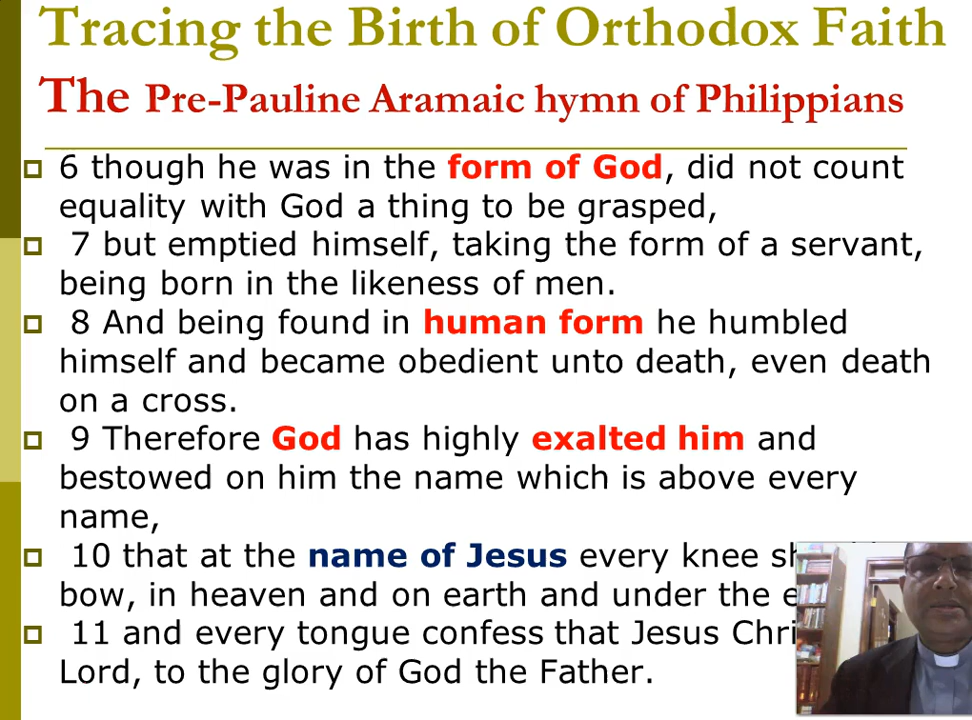 Tracing the Birth of Orthodox Faith
The Pre-Pauline Aramaic hymn of Philippians
6 though he was in the form of God, did not count
equality with God a thing to be grasped,
7 but emptied himself, taking the form of a servant,
being born in the likeness of men.
8 And being found in human form he humbled
himself and became obedient unto death, even death
on a cross.
9 Therefore God has highly exalted him and
bestowed on him the name which is above every
name,
10 that at the name of Jesus every knee
bow, in heaven and on earth and under the
11 and every tongue confess that Jesus
Lord, to the glory of God the Father.